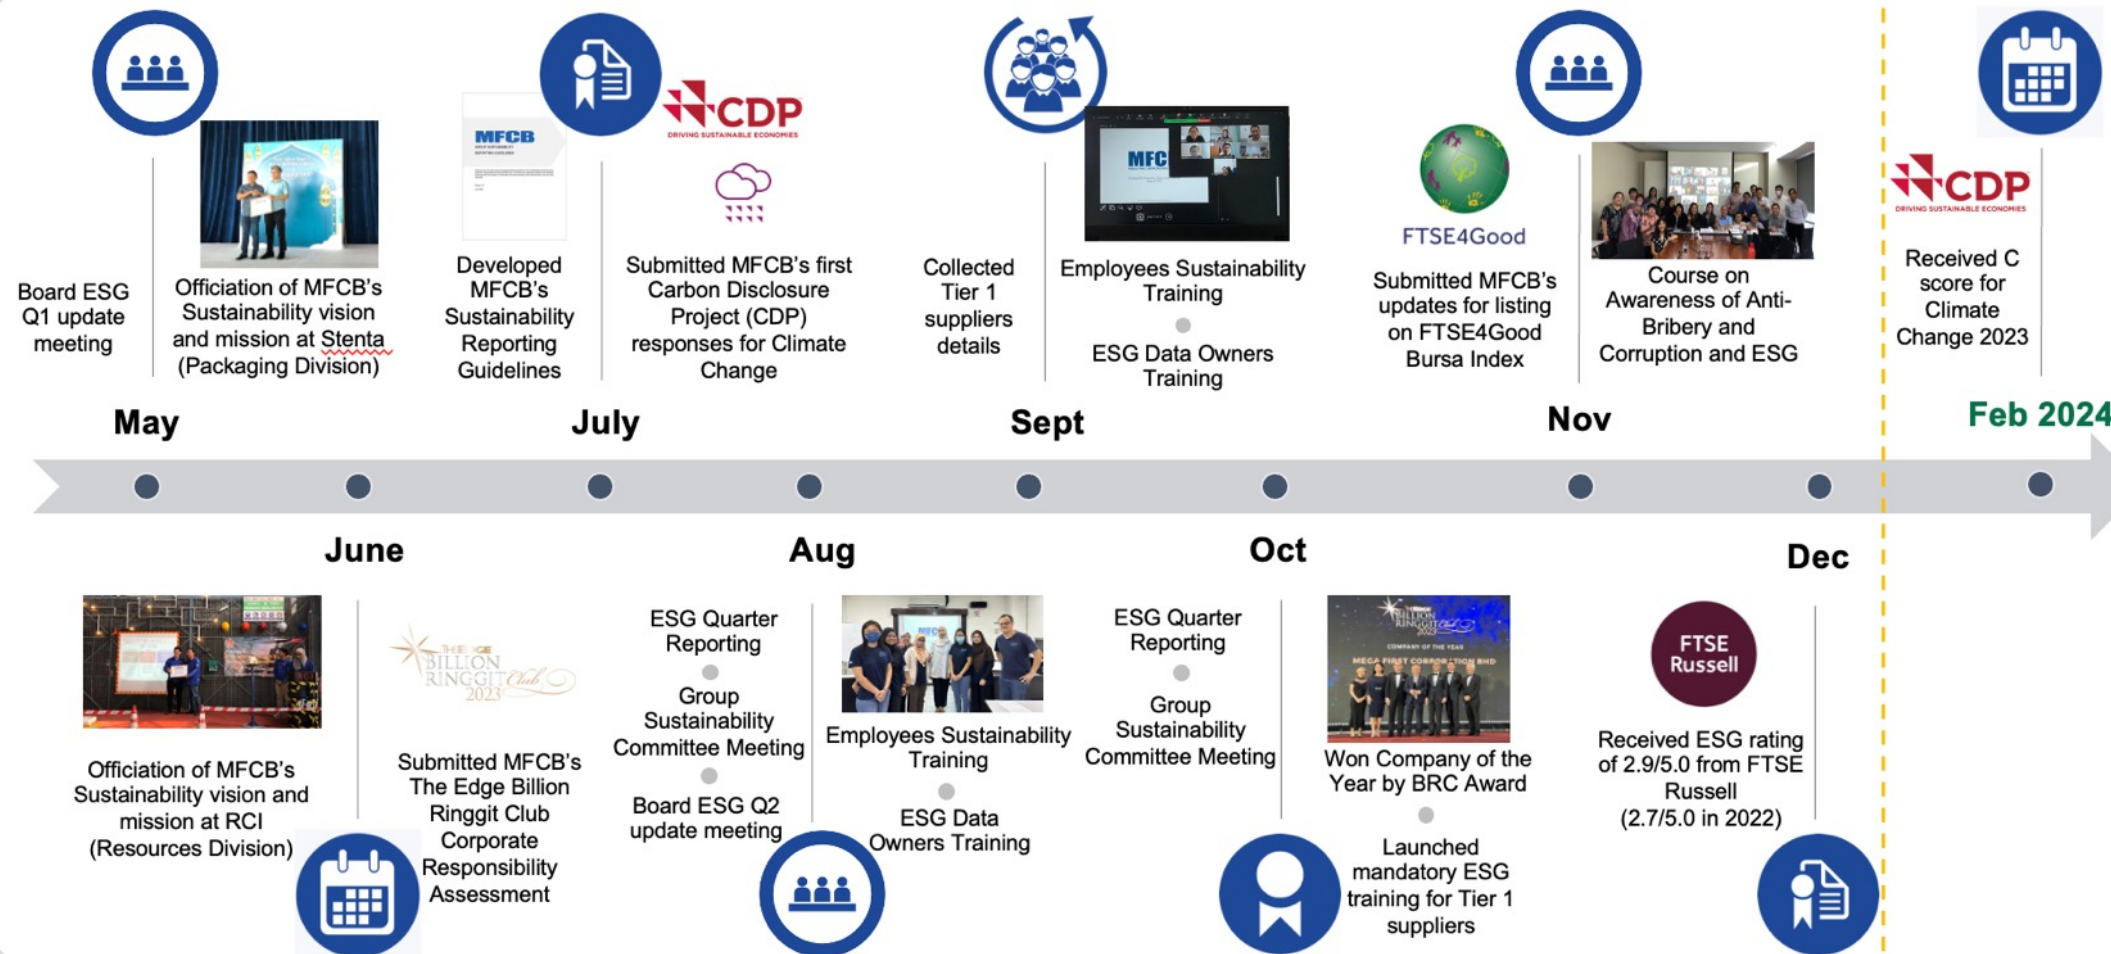 CDP
DRIVING SUSTAINABLE ECONOMIES
MFCB
MFC
FTSE4Good
CDP
DRIVING SUSTAINABLE ECONOMIES
Board ESG
Q1 update
meeting
Officiation of MFCB's
Sustainability vision
and mission at Stenta
(Packaging Division)
Developed
MFCB's
Sustainability
Reporting
Guidelines
Submitted MFCB's first
Carbon Disclosure
Project (CDP)
responses for Climate
Change
Collected
Tier 1
suppliers
details
Employees Sustainability
Training
ESG Data Owners
Training
Submitted MFCB's
updates for listing
on FTSE4Good
Bursa Index
Course on
Awareness of Anti-
Bribery and
Corruption and ESG
Received C
score for
Climate
Change 2023
May
July
Sept
Nov
Feb 2024
June
Aug
Oct
Dec
Officiation of MFCB's
Sustainability vision and
mission at RCI
(Resources Division)
THE EDGE
BILLION
RINGGIT Club
2023
Submitted MFCB's
The Edge Billion
Ringgit Club
Corporate
Responsibility
Assessment
ESG Quarter
Reporting
Group
Sustainability
Committee Meeting
Board ESG Q2
update meeting
Employees Sustainability
Training
ESG Data
Owners Training
ESG Quarter
Reporting
Group
Sustainability
Committee Meeting
BILLION
RINGGIT Club
2023
COMPANY OF THE YEAR
MEGA FIRST CORPORATION BHD
Won Company of the
Year by BRC Award
Launched
mandatory ESG
training for Tier 1
suppliers
FTSE
Russell
Received ESG rating
of 2.9/5.0 from FTSE
Russell
(2.7/5.0 in 2022)